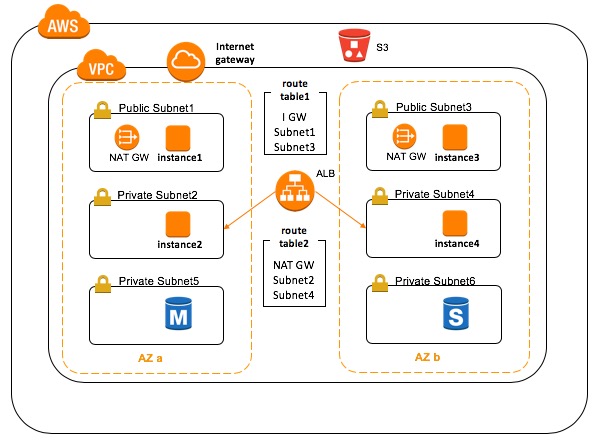 AWS
Internet
gateway
S3
VPC
route
table1
I GW
Subnet1
Subnet3
Public Subnet1
NAT GW
instance1
Public Subnet3
NAT GW
instance3
ALB
Private Subnet2
instance2
Private Subnet4
instance4
route
table2
NAT GW
Subnet2
Subnet4
Private Subnet5
M
Private Subnet6
S
AZ a
AZ b